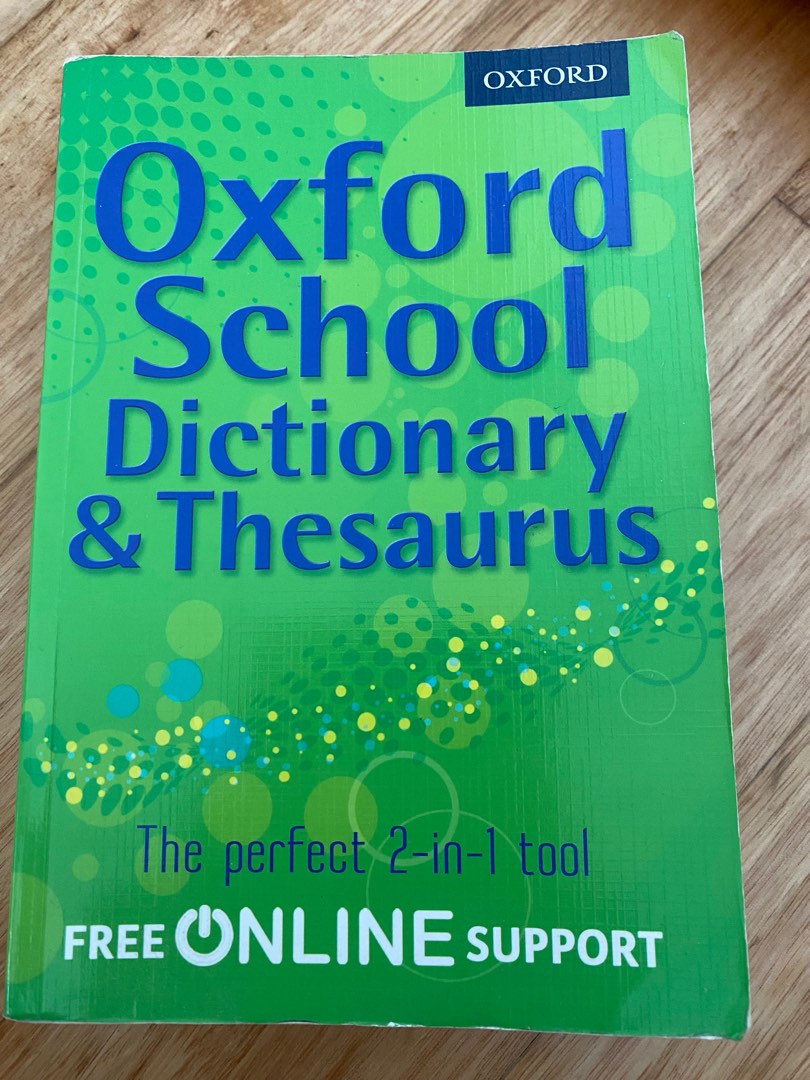 OXFORD
Oxford
School
Dictionary
& Thesaurus
The perfect 2-in-1 tool
FREE ONLINE SUPPORT